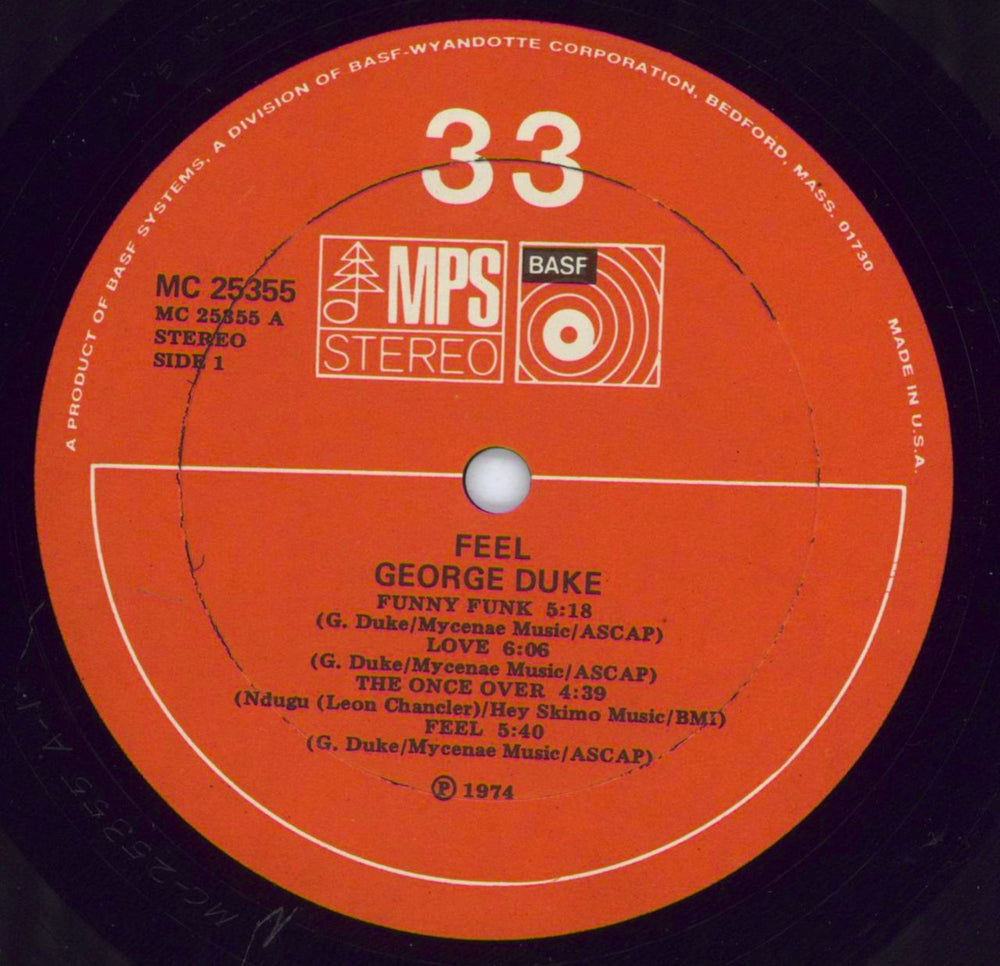 A PRODUCT OF BASF SYSTEMS, A DIVISION OF BASF-WYANDOTTE CORPORATION, BEDFORD, MASS. 01730
MADE IN U.S.A.
33
MPS
STEREO
BASF
MC 25355
MC 25355 A
STEREO
SIDE 1
FEEL
GEORGE DUKE
FUNNY FUNK 5:18
(G. Duke/Mycenae Music/ASCAP)
LOVE 6:06
(G. Duke/Mycenae Music/ASCAP)
THE ONCE OVER 4:39
(Ndugu (Leon Chancler)/Hey Skimo Music/BMI)
FEEL 5:40
(G. Duke/Mycenae Music/ASCAP)
℗ 1974
MC-25355 A-1